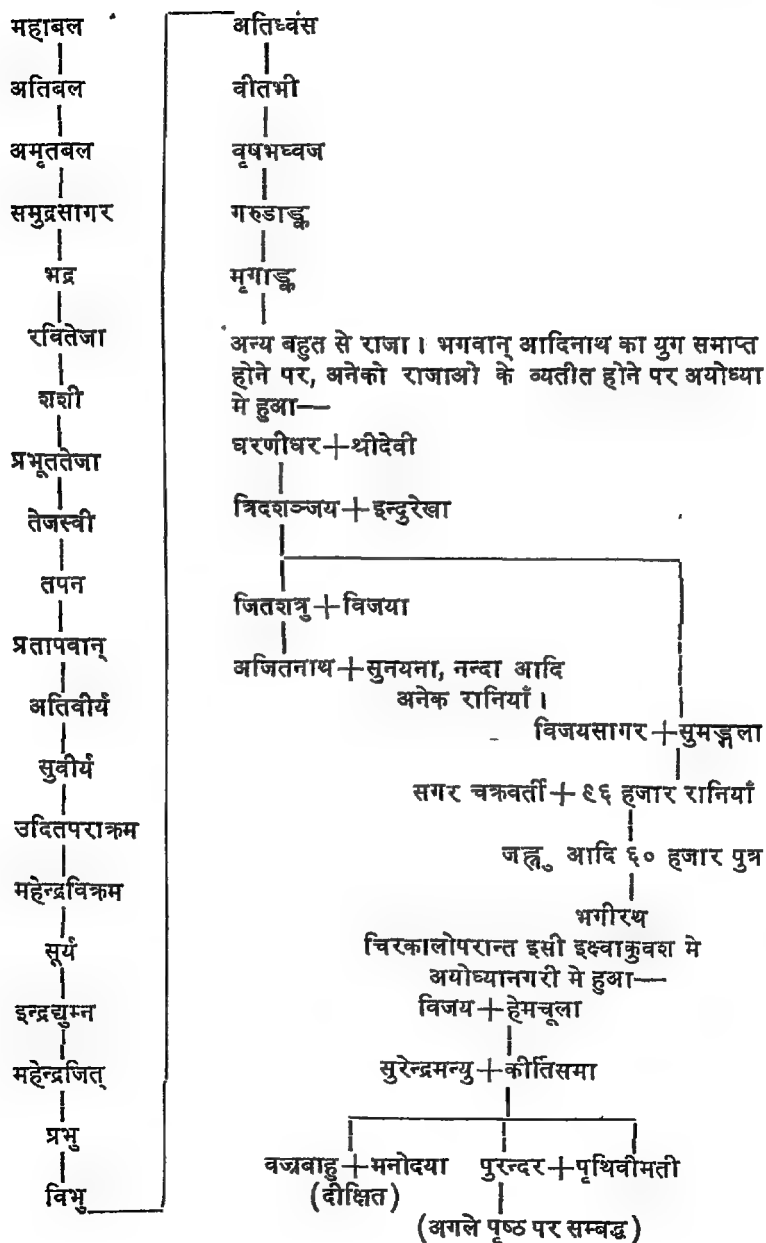 महाबल
अतिबल
अमृतबल
समुद्रसागर
भद्र
रवितेजा
शशी
प्रभूततेजा
तेजस्वी
तपन
प्रतापवान्
अतिवीर्य
सुवीर्य
उदितपराक्रम
महेन्द्रविक्रम
सूर्य
इन्द्रद्युम्न
महेन्द्रजित्
प्रभु
विभु
अतिध्वंस
वीतभी
वृषभध्वज
गरुडाङ्क
मृगाङ्क
अन्य बहुत से राजा । भगवान् आदिनाथ का युग समाप्त
होने पर, अनेको राजाओ के व्यतीत होने पर अयोध्या
मे हुआ—
धरणीधर+श्रीदेवी
त्रिदशञ्जय+इन्दुरेखा
जितशत्रु+विजया
अजितनाथ+सुनयना, नन्दा आदि
अनेक रानियाँ ।
विजयसागर+सुमङ्गला
सगर चक्रवर्ती+९६ हजार रानियाँ
जह्नु आदि ६० हजार पुत्र
भगीरथ
चिरकालोपरान्त इसी इक्ष्वाकुवश मे
अयोध्यानगरी मे हुआ—
विजय+हेमचूला
सुरेन्द्रमन्यु+कीर्तिसमा
वज्रबाहु+मनोदया पुरन्दर+पृथिवीमती
(दीक्षित)
(अगले पृष्ठ पर सम्बद्ध)